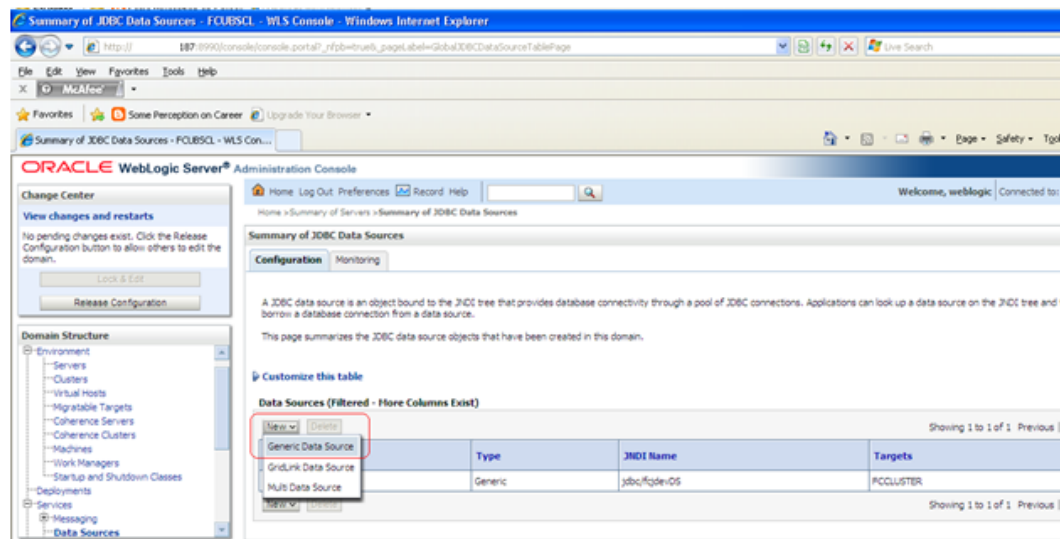 Summary of JDBC Data Sources - FCUBSCL - WLS Console - Windows Internet Explorer
http:// 187:8990/console/console.portal?_nfpb=true&_pageLabel=GlobalJDBCDataSourceTablePage
Live Search
File Edit View Favorites Tools Help
X McAfee
Favorites Some Perception on Career Upgrade Your Browser
Summary of JDBC Data Sources - FCUBSCL - WLS Con...
Page Safety
ORACLE WebLogic Server® Administration Console
Change Center
View changes and restarts
No pending changes exist. Click the Release
Configuration button to allow others to edit the
domain.
Lock & Edit
Release Configuration
Domain Structure
Environment
Servers
Clusters
Virtual Hosts
Migratable Targets
Coherence Servers
Coherence Clusters
Machines
Work Managers
Startup and Shutdown Classes
Deployments
Services
Messaging
Data Sources
Home Log Out Preferences Record Help
Welcome, weblogic Connected to:
Home >Summary of Servers >Summary of JDBC Data Sources
Summary of JDBC Data Sources
Configuration Monitoring
A JDBC data source is an object bound to the JNDI tree that provides database connectivity through a pool of JDBC connections. Applications can look up a data source on the JNDI tree and
borrow a database connection from a data source.
This page summarizes the JDBC data source objects that have been created in this domain.
Customize this table
Data Sources (Filtered - More Columns Exist)
New Delete
Showing 1 to 1 of 1 Previous
Generic Data Source
GridLink Data Source
Multi Data Source
Type JNDI Name Targets
Generic jdbc/fcjdevDS FCCLUSTER
New Delete
Showing 1 to 1 of 1 Previous